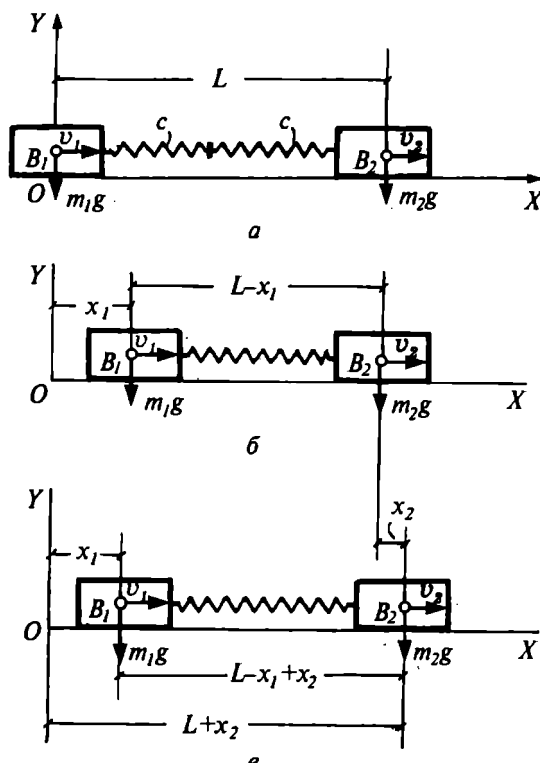 Y
L
c c
v₁ v₂
B₁ B₂
O m₁g m₂g X
а
Y
L–x₁
x₁
v₁ v₂
B₁ B₂
O m₁g m₂g X
б
x₂
Y
x₁
v₁ v₂
B₁ B₂
O X
m₁g m₂g
L–x₁+x₂
L+x₂
в